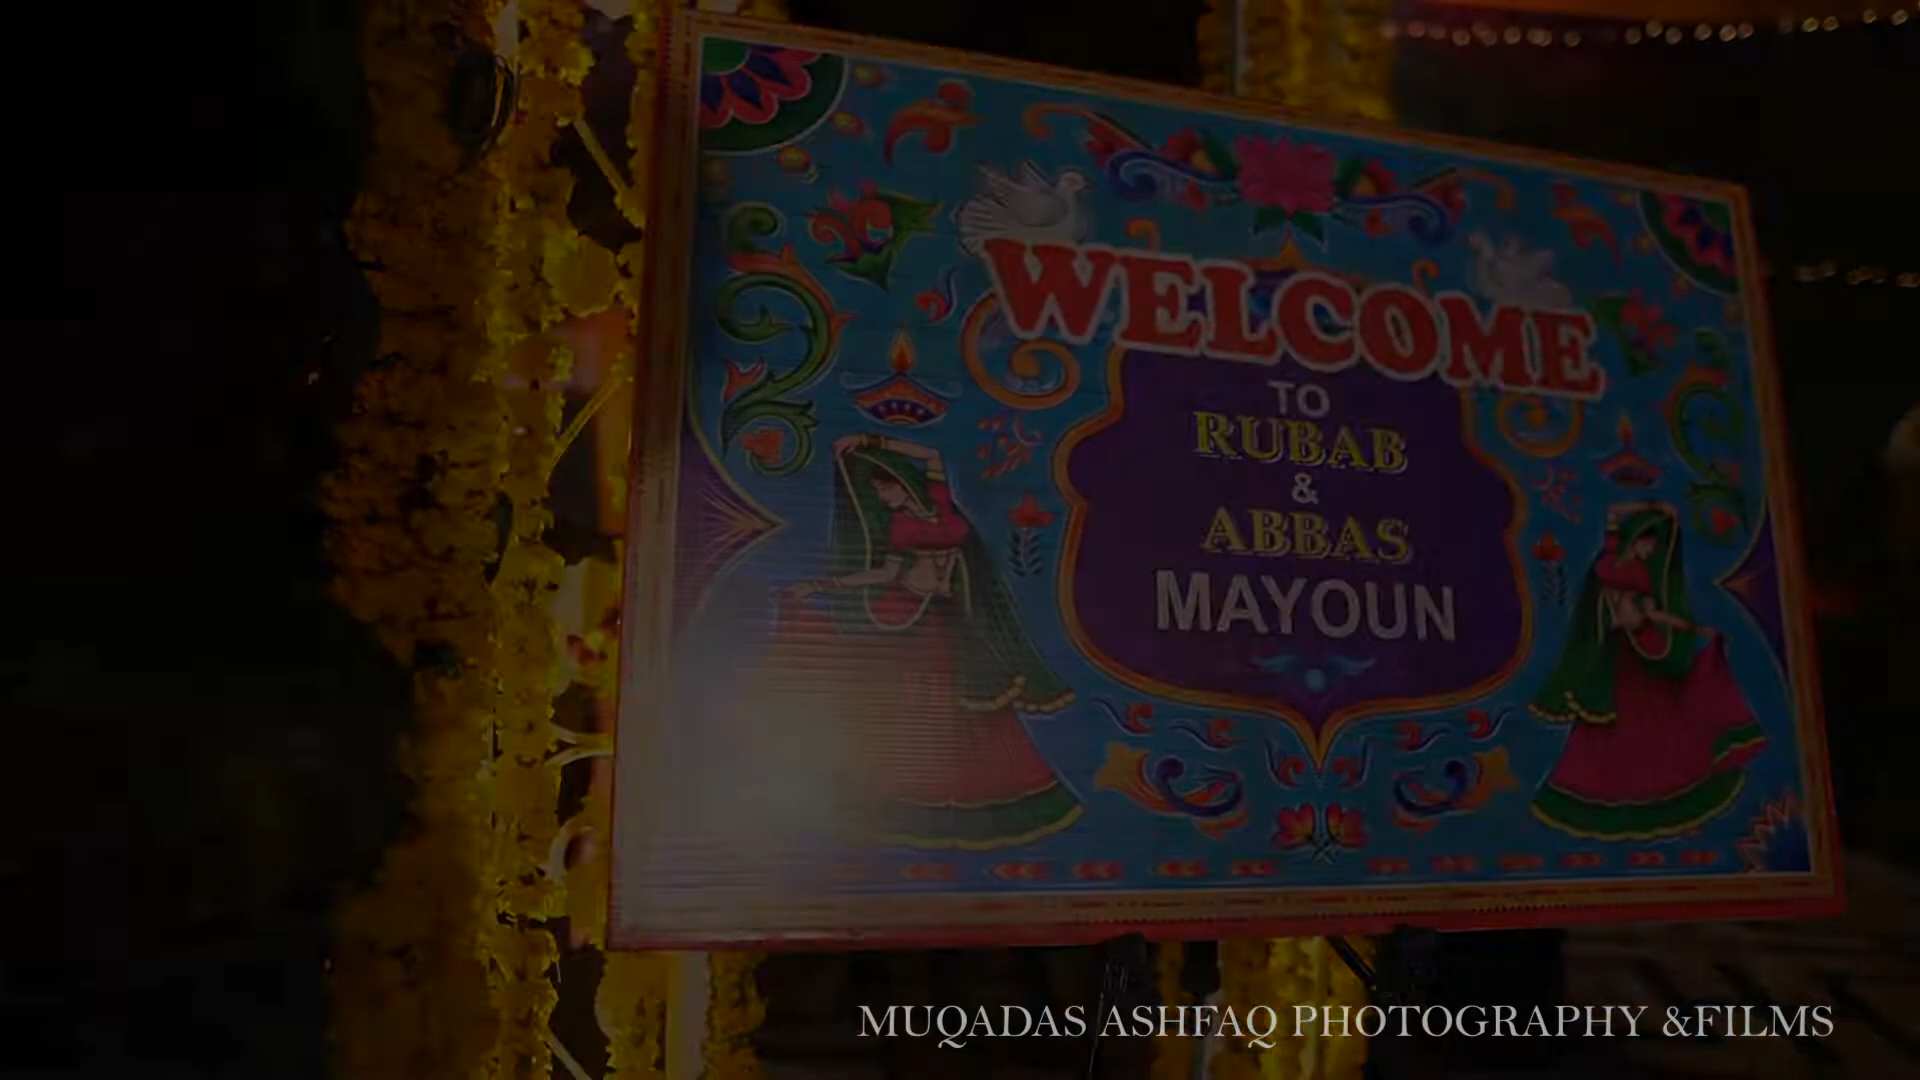 WELCOME
TO
RUBAB
&
ABBAS
MAYOUN
MUQADAS ASHFAQ PHOTOGRAPHY &FILMS